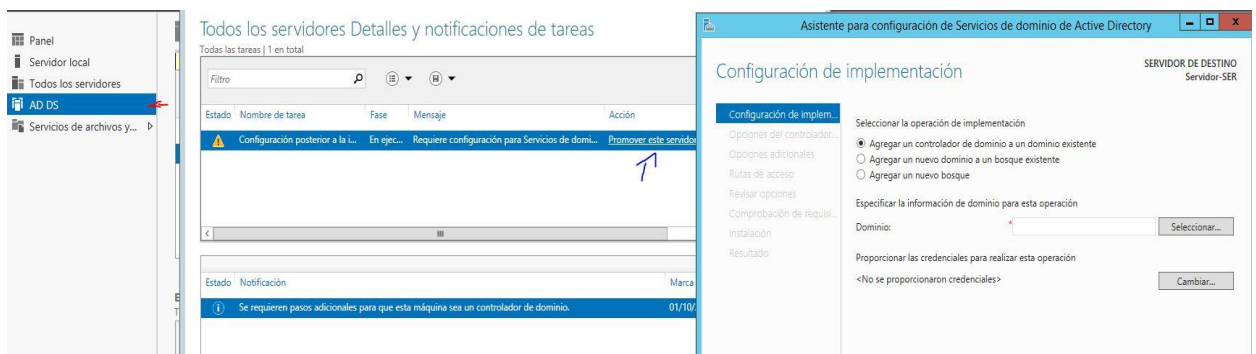 Panel
Servidor local
Todos los servidores
AD DS
Servicios de archivos y...
Todos los servidores Detalles y notificaciones de tareas
Todas las tareas | 1 en total
Filtro
Estado Nombre de tarea Fase Mensaje Acción
Configuración posterior a la i... En ejec... Requiere configuración para Servicios de domi... Promover este servidor
Estado Notificación Marca
Se requieren pasos adicionales para que esta máquina sea un controlador de dominio. 01/10/
Asistente para configuración de Servicios de dominio de Active Directory
Configuración de implementación
SERVIDOR DE DESTINO
Servidor-SER
Configuración de implem...
Opciones del controlador...
Opciones adicionales
Rutas de acceso
Revisar opciones
Comprobación de requisi...
Instalación
Resultado
Seleccionar la operación de implementación
Agregar un controlador de dominio a un dominio existente
Agregar un nuevo dominio a un bosque existente
Agregar un nuevo bosque
Especificar la información de dominio para esta operación
Dominio: * Seleccionar...
Proporcionar las credenciales para realizar esta operación
<No se proporcionaron credenciales> Cambiar...